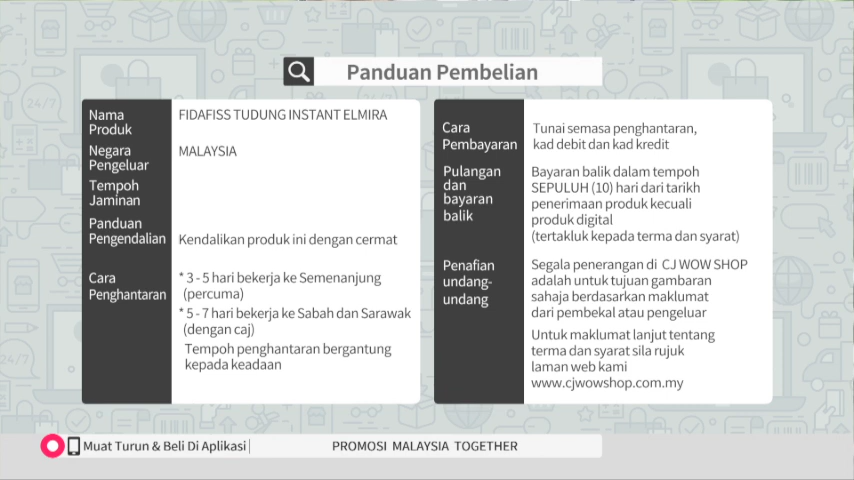 Panduan Pembelian
Nama
Produk
FIDAFISS TUDUNG INSTANT ELMIRA
Negara
Pengeluar
MALAYSIA
Tempoh
Jaminan
Panduan
Pengendalian
Kendalikan produk ini dengan cermat
Cara
Penghantaran
* 3 - 5 hari bekerja ke Semenanjung
(percuma)
* 5 - 7 hari bekerja ke Sabah dan Sarawak
(dengan caj)
Tempoh penghantaran bergantung
kepada keadaan
Cara
Pembayaran
Tunai semasa penghantaran,
kad debit dan kad kredit
Pulangan
dan
bayaran
balik
Bayaran balik dalam tempoh
SEPULUH (10) hari dari tarikh
penerimaan produk kecuali
produk digital
(tertakluk kepada terma dan syarat)
Penafian
undang-
undang
Segala penerangan di CJ WOW SHOP
adalah untuk tujuan gambaran
sahaja berdasarkan maklumat
dari pembekal atau pengeluar
Untuk maklumat lanjut tentang
terma dan syarat sila rujuk
laman web kami
www.cjwowshop.com.my
Muat Turun & Beli Di Aplikasi
PROMOSI MALAYSIA TOGETHER
24/7
24/7